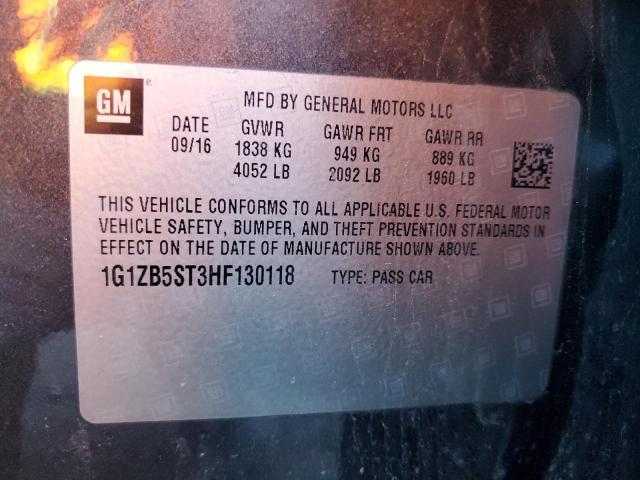 GM
MFD BY GENERAL MOTORS LLC
DATE GVWR GAWR FRT GAWR RR
09/16 1838 KG 949 KG 889 KG
4052 LB 2092 LB 1960 LB
THIS VEHICLE CONFORMS TO ALL APPLICABLE U.S. FEDERAL MOTOR
VEHICLE SAFETY, BUMPER, AND THEFT PREVENTION STANDARDS IN
EFFECT ON THE DATE OF MANUFACTURE SHOWN ABOVE.
1G1ZB5ST3HF130118 TYPE: PASS CAR